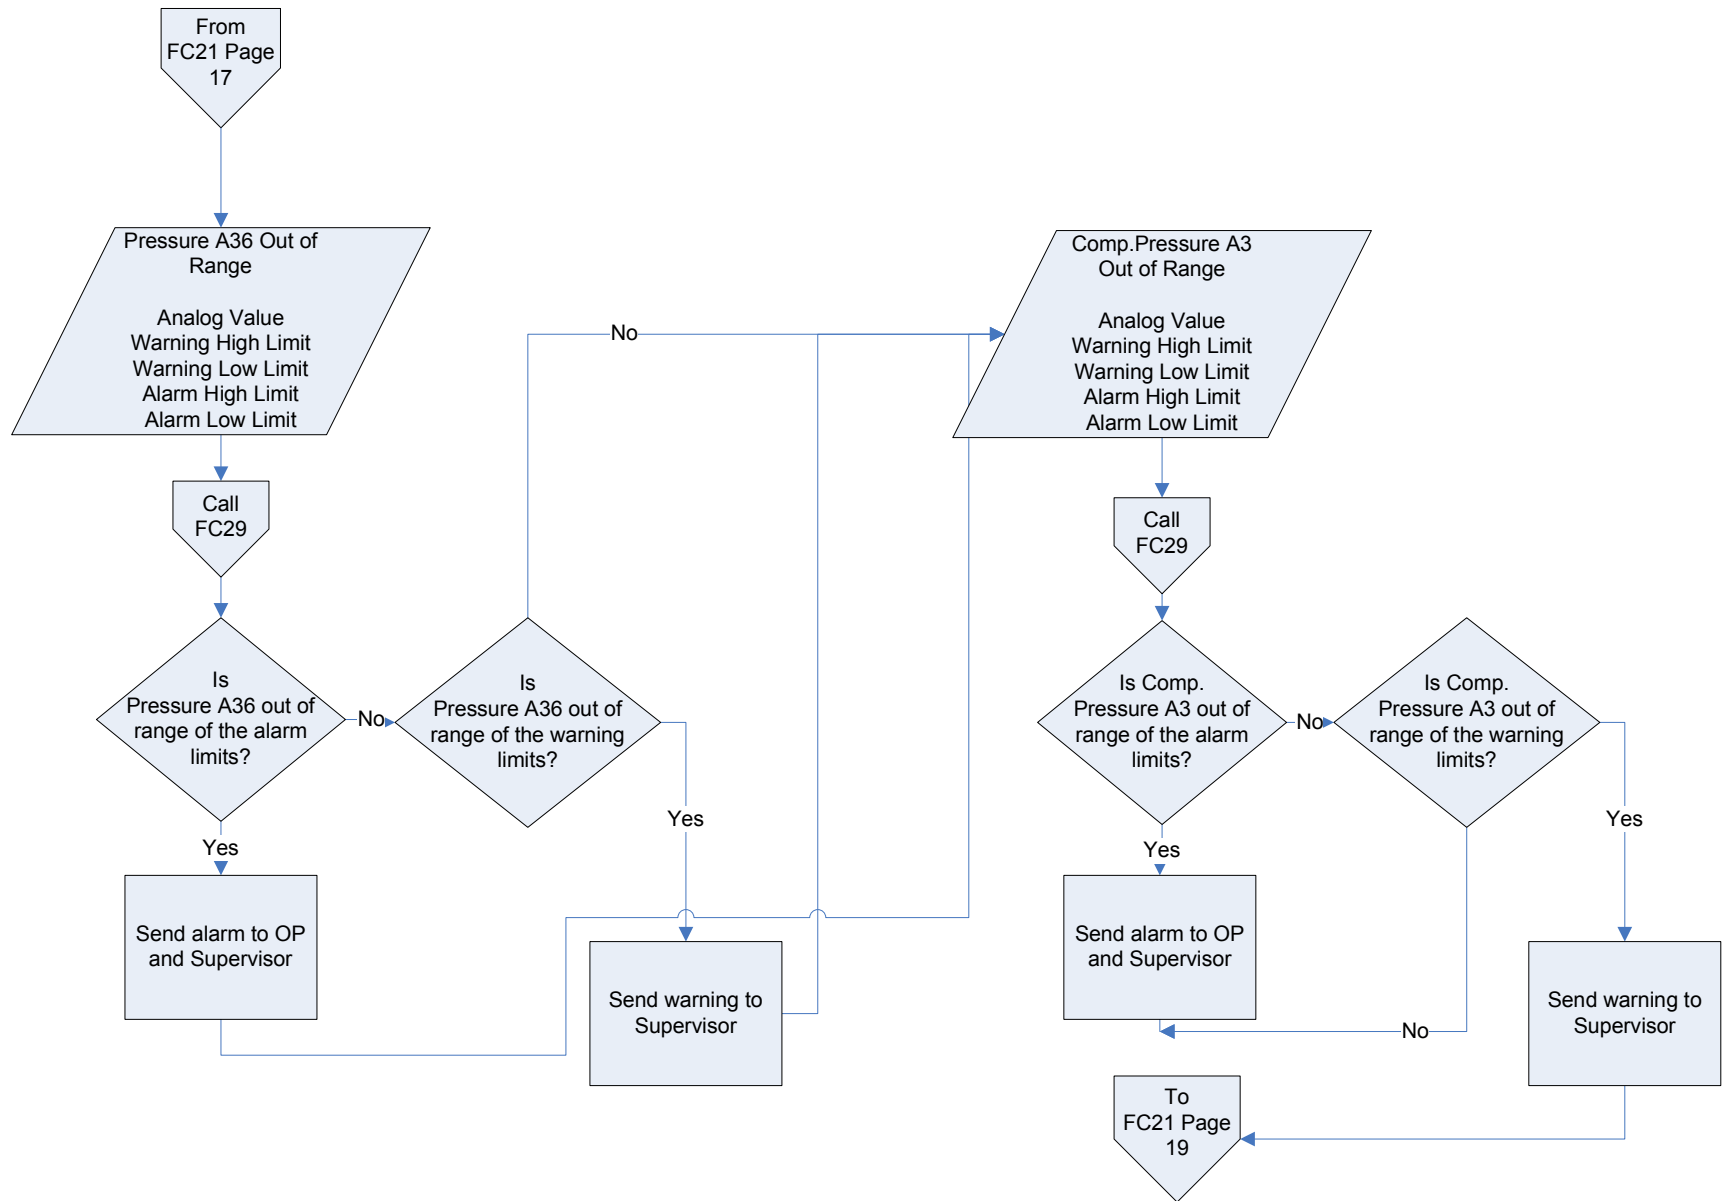 From
FC21 Page
17
Pressure A36 Out of
Range
Analog Value
Warning High Limit
Warning Low Limit
Alarm High Limit
Alarm Low Limit
Call
FC29
Is
Pressure A36 out of
range of the alarm
limits?
No
Is
Pressure A36 out of
range of the warning
limits?
No
Yes
Yes
Send alarm to OP
and Supervisor
Send warning to
Supervisor
Comp.Pressure A3
Out of Range
Analog Value
Warning High Limit
Warning Low Limit
Alarm High Limit
Alarm Low Limit
Call
FC29
Is Comp.
Pressure A3 out of
range of the alarm
limits?
No
Is Comp.
Pressure A3 out of
range of the warning
limits?
Yes
Yes
Send alarm to OP
and Supervisor
No
Send warning to
Supervisor
To
FC21 Page
19